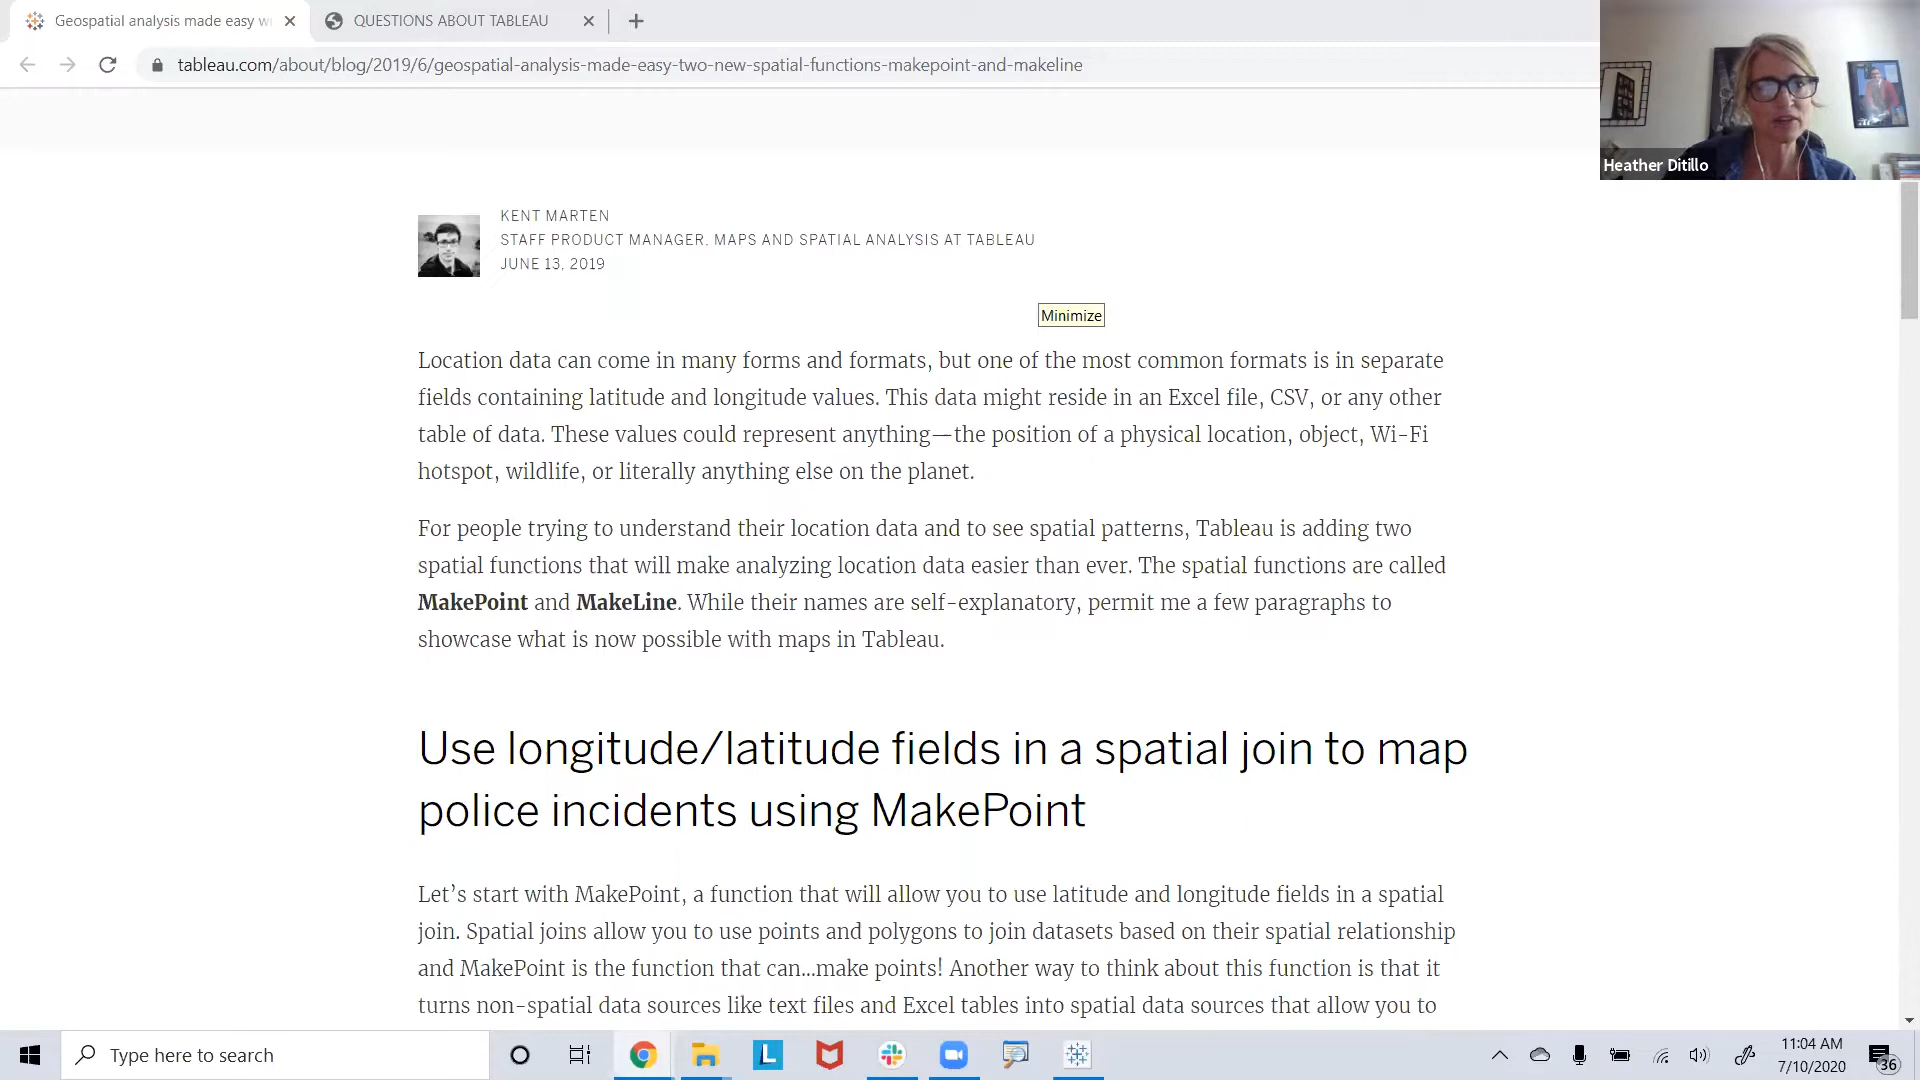 Geospatial analysis made easy w
QUESTIONS ABOUT TABLEAU
tableau.com/about/blog/2019/6/geospatial-analysis-made-easy-two-new-spatial-functions-makepoint-and-makeline
Heather Ditillo
KENT MARTEN
STAFF PRODUCT MANAGER, MAPS AND SPATIAL ANALYSIS AT TABLEAU
JUNE 13, 2019
Minimize
Location data can come in many forms and formats, but one of the most common formats is in separate
fields containing latitude and longitude values. This data might reside in an Excel file, CSV, or any other
table of data. These values could represent anything—the position of a physical location, object, Wi-Fi
hotspot, wildlife, or literally anything else on the planet.
For people trying to understand their location data and to see spatial patterns, Tableau is adding two
spatial functions that will make analyzing location data easier than ever. The spatial functions are called
MakePoint and MakeLine. While their names are self-explanatory, permit me a few paragraphs to
showcase what is now possible with maps in Tableau.
Use longitude/latitude fields in a spatial join to map
police incidents using MakePoint
Let’s start with MakePoint, a function that will allow you to use latitude and longitude fields in a spatial
join. Spatial joins allow you to use points and polygons to join datasets based on their spatial relationship
and MakePoint is the function that can...make points! Another way to think about this function is that it
turns non-spatial data sources like text files and Excel tables into spatial data sources that allow you to
Type here to search
L
11:04 AM
7/10/2020
36